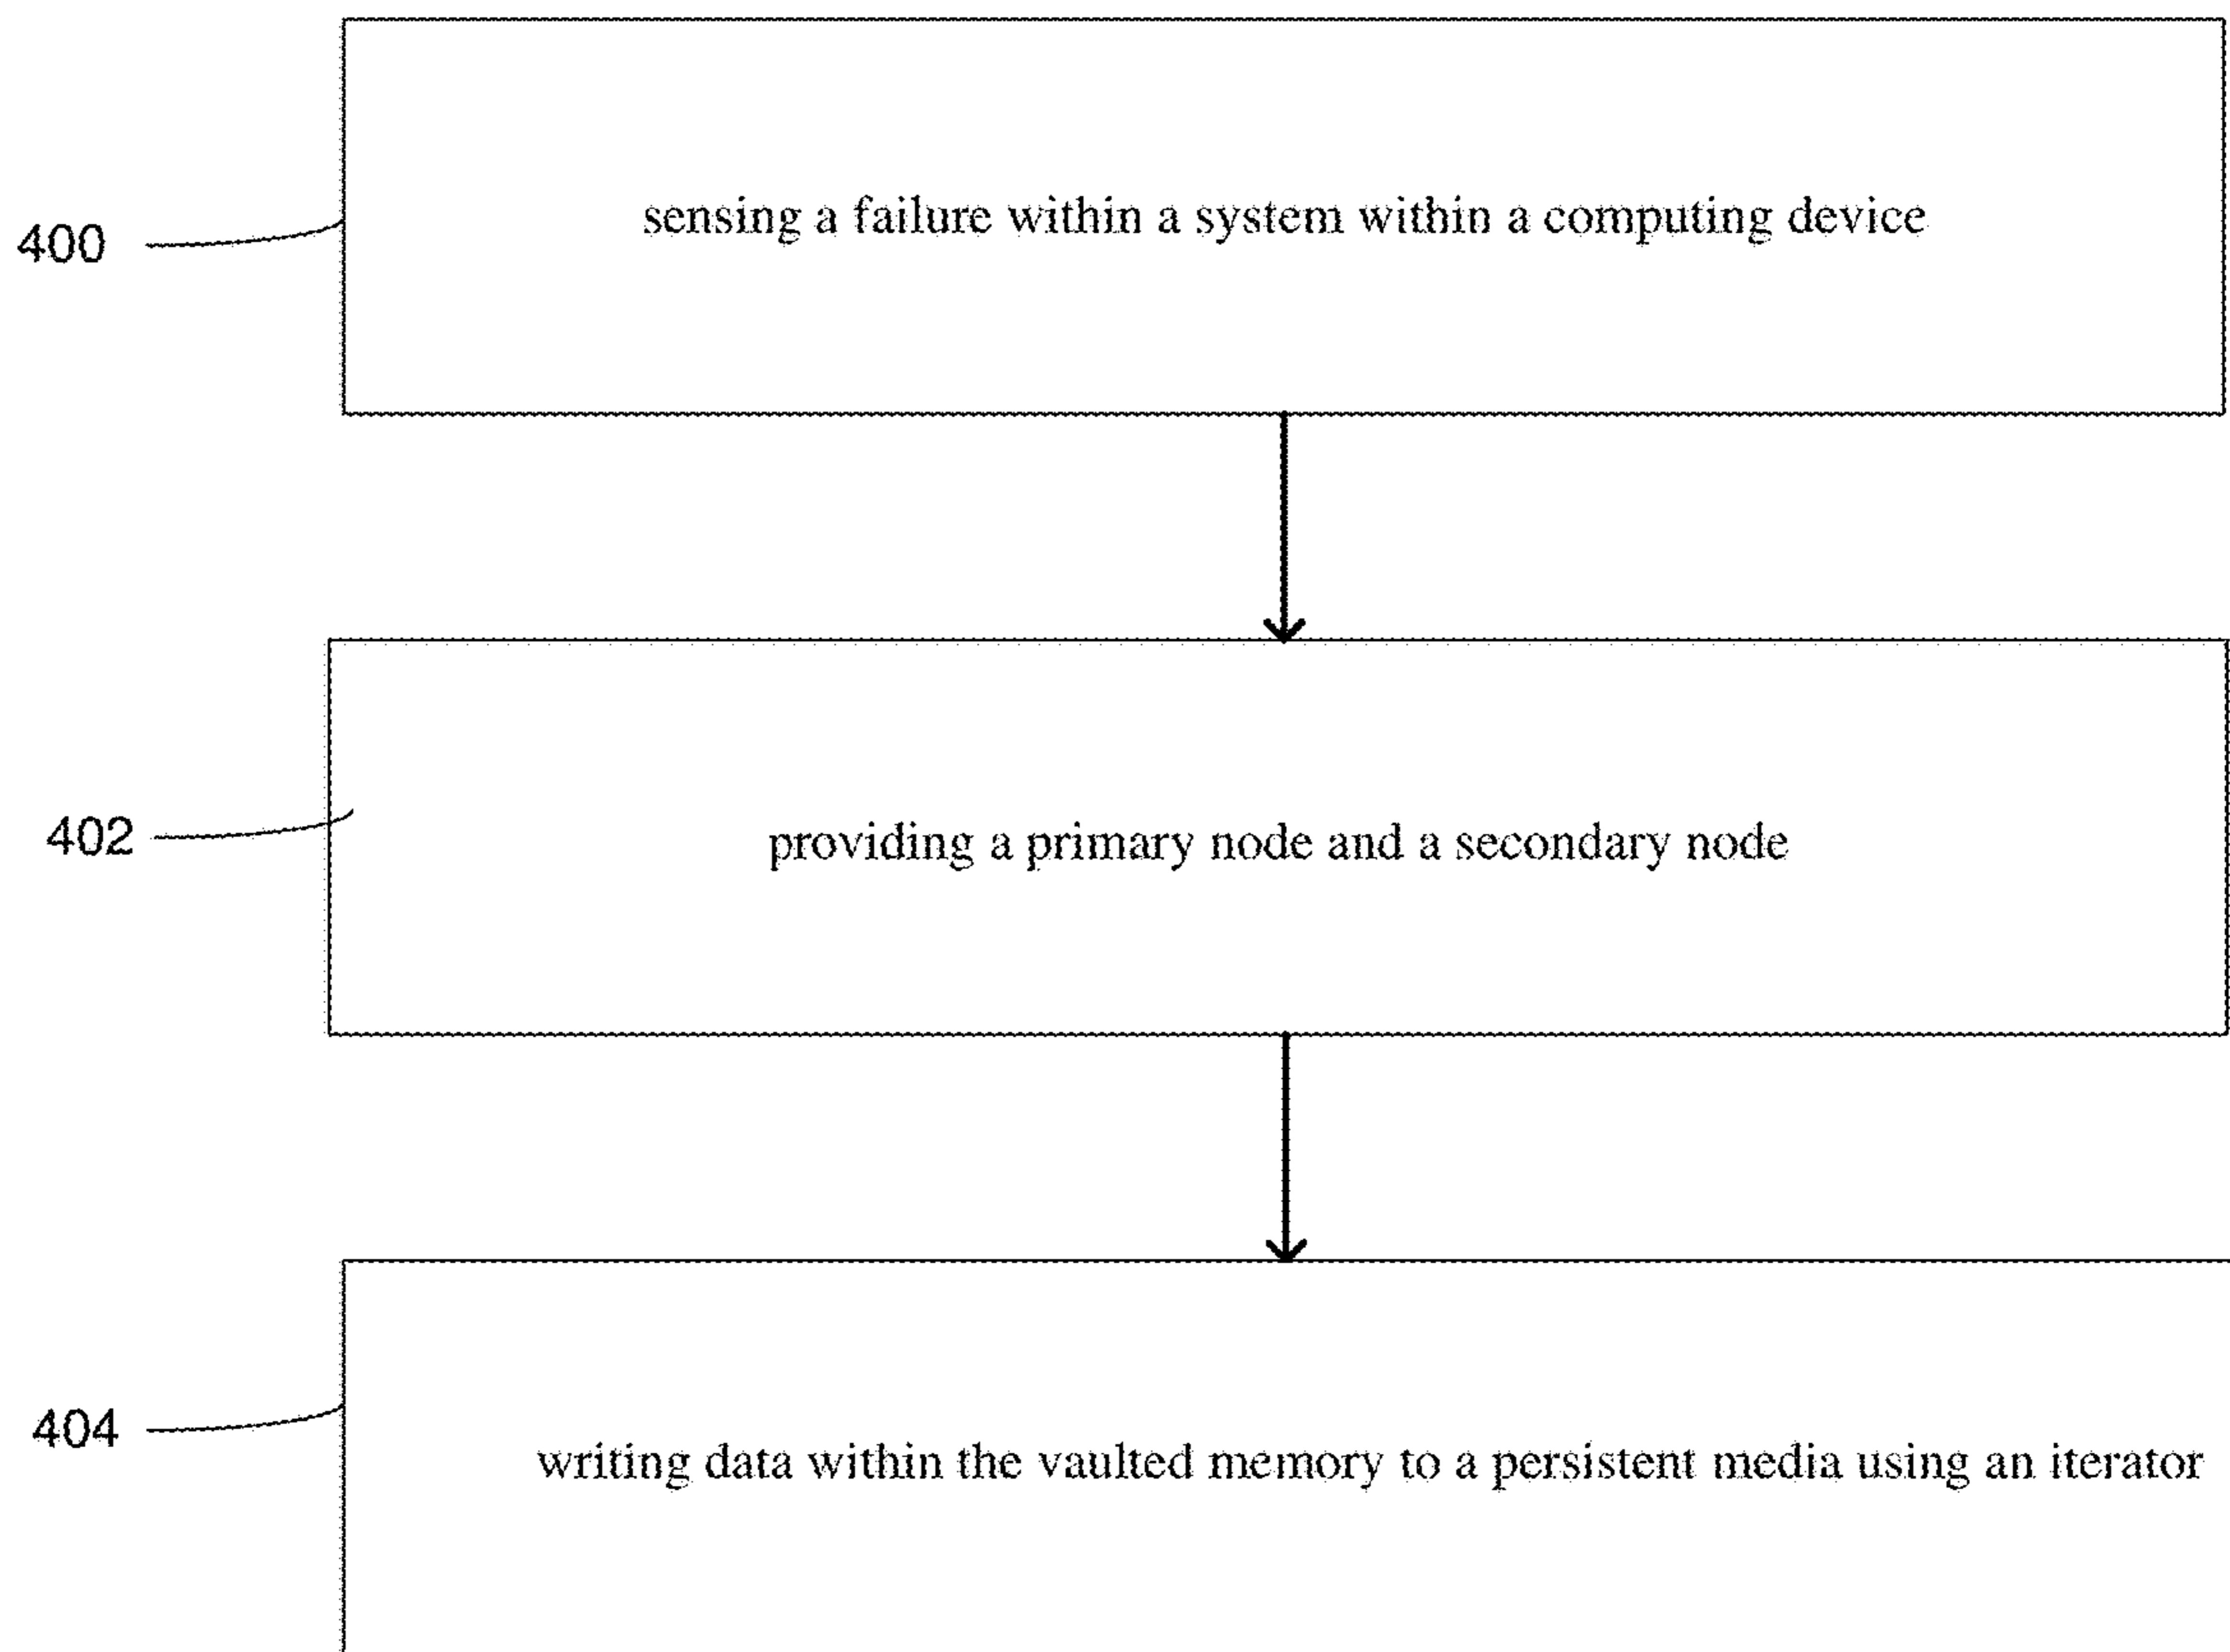 400
sensing a failure within a system within a computing device
402
providing a primary node and a secondary node
404
writing data within the vaulted memory to a persistent media using an iterator